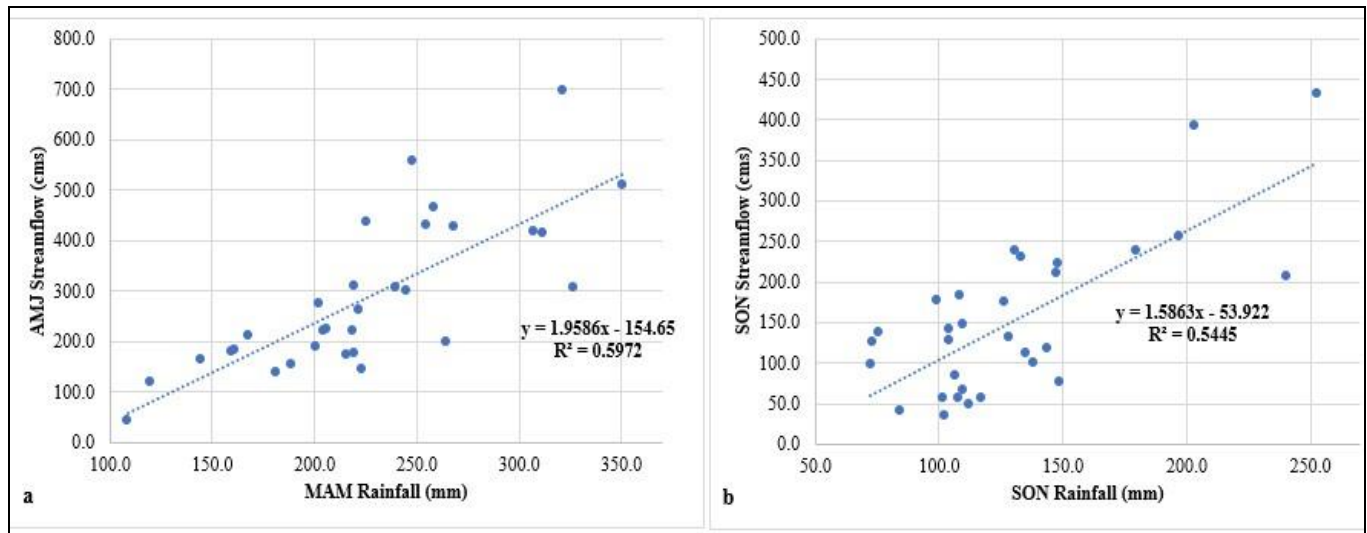 800.0
700.0
600.0
500.0
400.0
300.0
200.0
100.0
0.0
AMJ Streamflow (cms)
100.0 150.0 200.0 250.0 300.0 350.0
MAM Rainfall (mm)
y = 1.9586x - 154.65
R² = 0.5972
a
500.0
450.0
400.0
350.0
300.0
250.0
200.0
150.0
100.0
50.0
0.0
SON Streamflow (cms)
50.0 100.0 150.0 200.0 250.0
SON Rainfall (mm)
y = 1.5863x - 53.922
R² = 0.5445
b